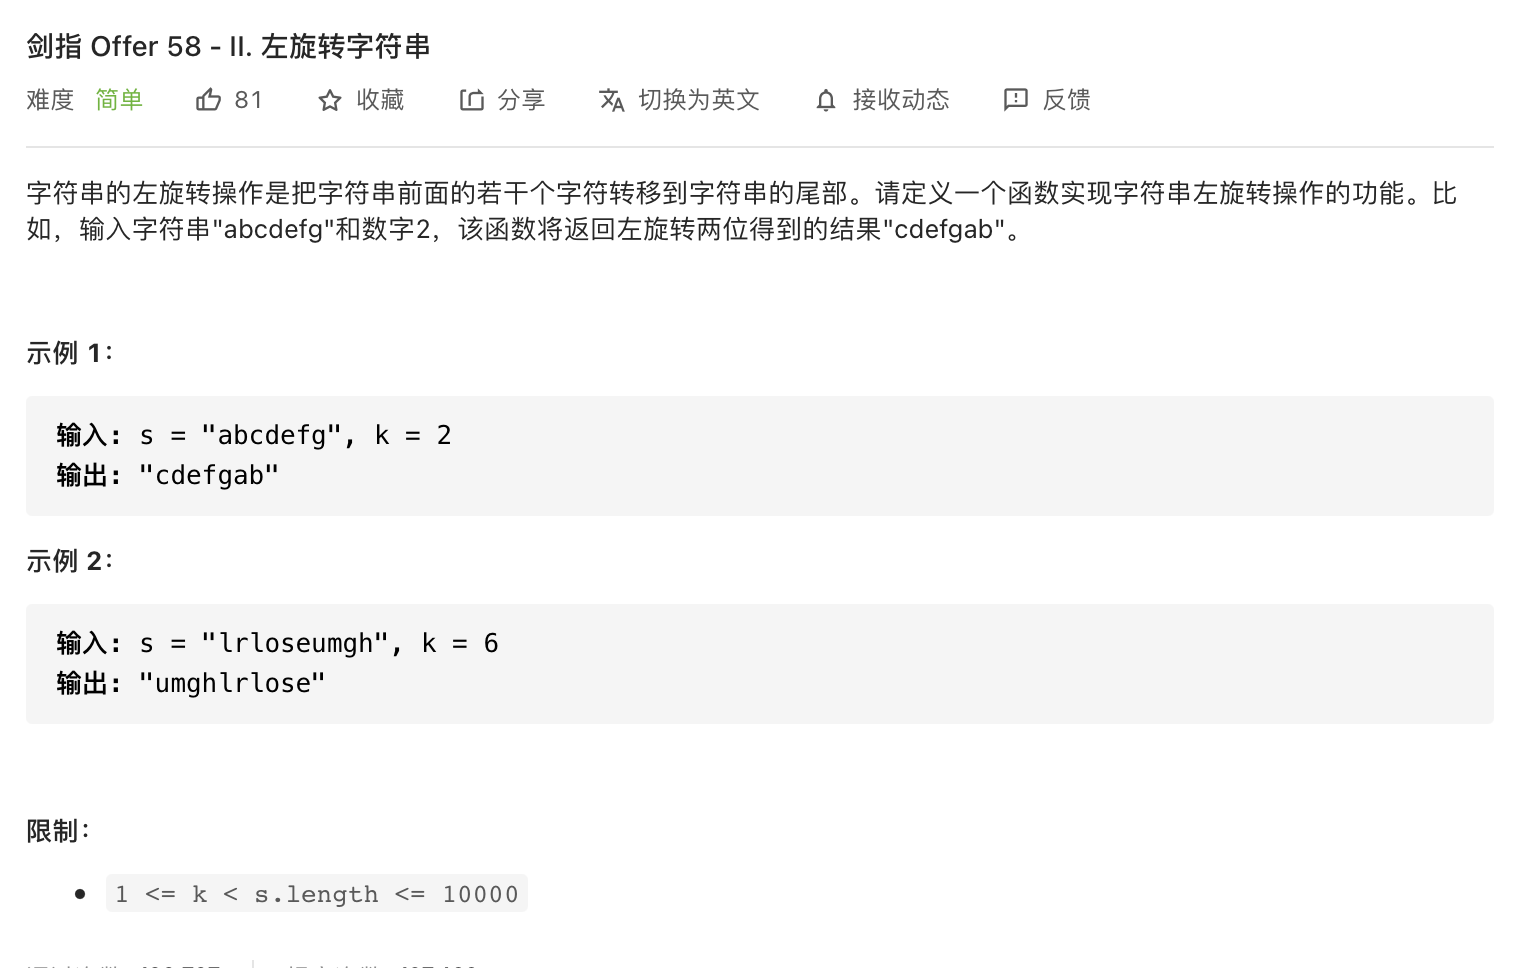 剑指 Offer 58 - II. 左旋转字符串
难度 简单 81 收藏 分享 切换为英文 接收动态 反馈
字符串的左旋转操作是把字符串前面的若干个字符转移到字符串的尾部。请定义一个函数实现字符串左旋转操作的功能。比
如，输入字符串"abcdefg"和数字2，该函数将返回左旋转两位得到的结果"cdefgab"。
示例 1：
输入: s = "abcdefg", k = 2
输出: "cdefgab"
示例 2：
输入: s = "lrloseumgh", k = 6
输出: "umghlrlose"
限制：
1 <= k < s.length <= 10000